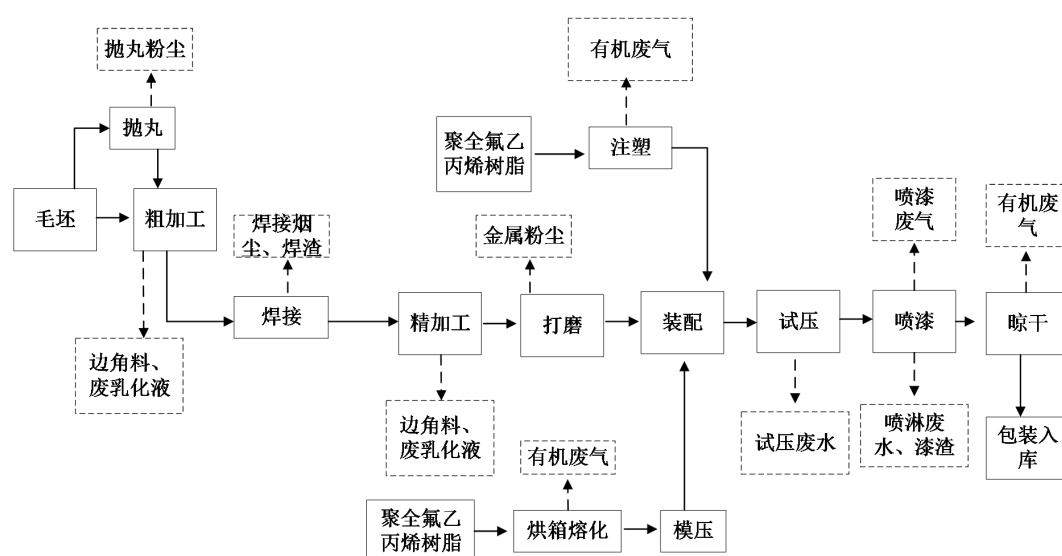 抛丸粉尘
抛丸
毛坯
粗加工
边角料、
废乳化液
焊接烟
尘、焊渣
焊接
精加工
边角料、
废乳化液
金属粉尘
打磨
有机废气
聚全氟乙
丙烯树脂
注塑
装配
有机废气
聚全氟乙
丙烯树脂
烘箱熔化
模压
试压
试压废水
喷漆
废气
喷漆
喷淋废
水、漆渣
有机废
气
晾干
包装入
库